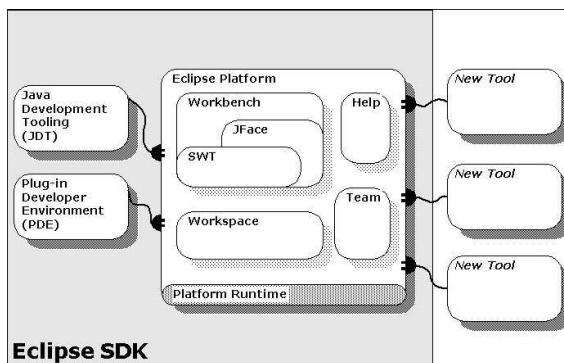 Eclipse Platform
Java
Development
Tooling
(JDT)
Workbench
JFace
SWT
Help
New Tool
Plug-in
Developer
Environment
(PDE)
Workspace
Team
New Tool
New Tool
Platform Runtime
Eclipse SDK